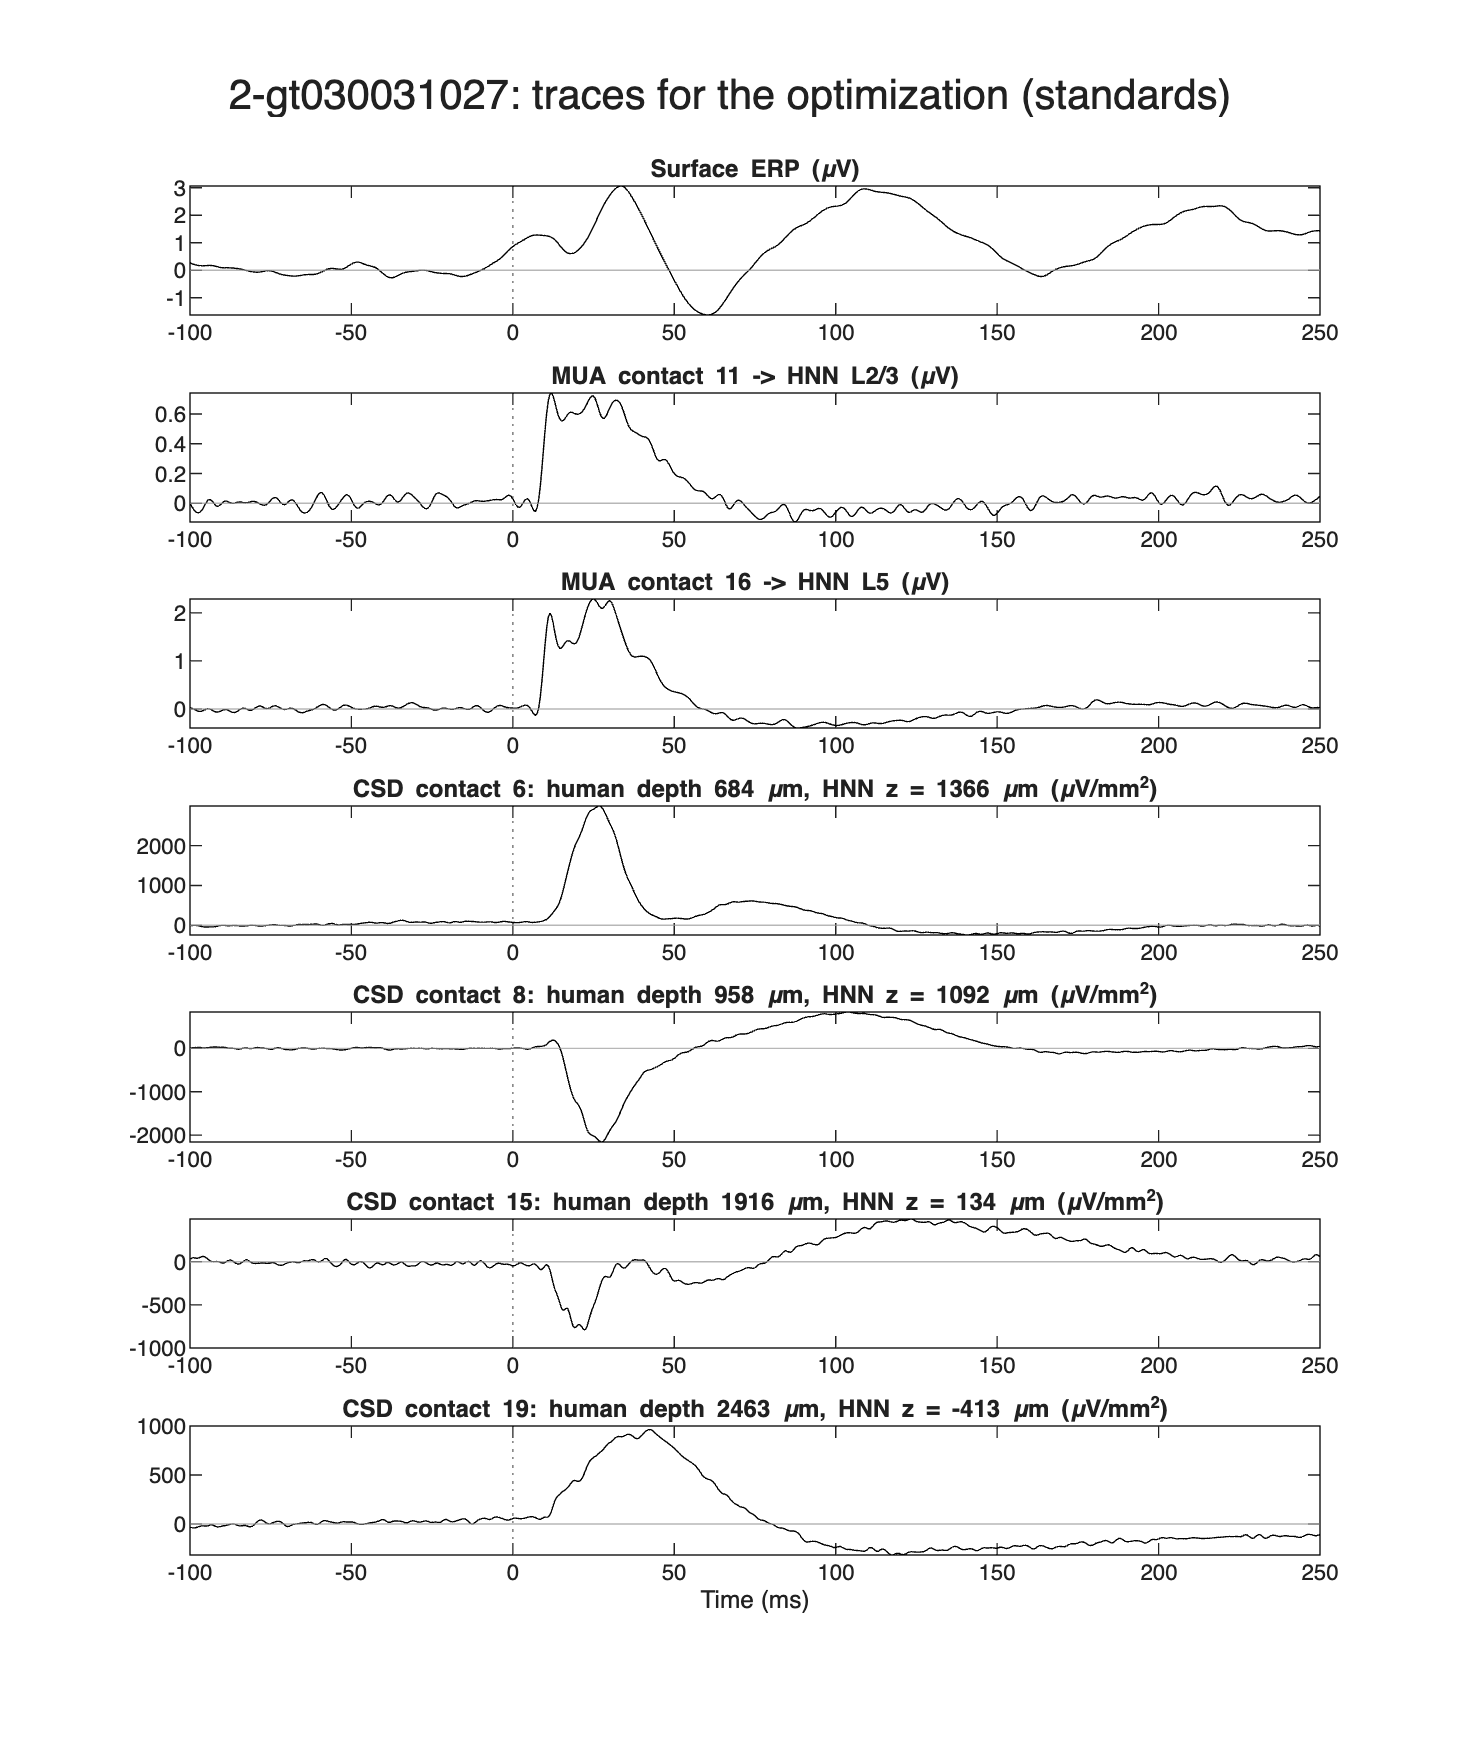 2-gt030031027: traces for the optimization (standards)
Surface ERP (µV)
3
2
1
0
-1
-100 -50 0 50 100 150 200 250
MUA contact 11 -> HNN L2/3 (µV)
0.6
0.4
0.2
0
-100 -50 0 50 100 150 200 250
MUA contact 16 -> HNN L5 (µV)
2
1
0
-100 -50 0 50 100 150 200 250
CSD contact 6: human depth 684 µm, HNN z = 1366 µm (µV/mm²)
2000
1000
0
-100 -50 0 50 100 150 200 250
CSD contact 8: human depth 958 µm, HNN z = 1092 µm (µV/mm²)
0
-1000
-2000
-100 -50 0 50 100 150 200 250
CSD contact 15: human depth 1916 µm, HNN z = 134 µm (µV/mm²)
0
-500
-1000
-100 -50 0 50 100 150 200 250
CSD contact 19: human depth 2463 µm, HNN z = -413 µm (µV/mm²)
1000
500
0
-100 -50 0 50 100 150 200 250
Time (ms)